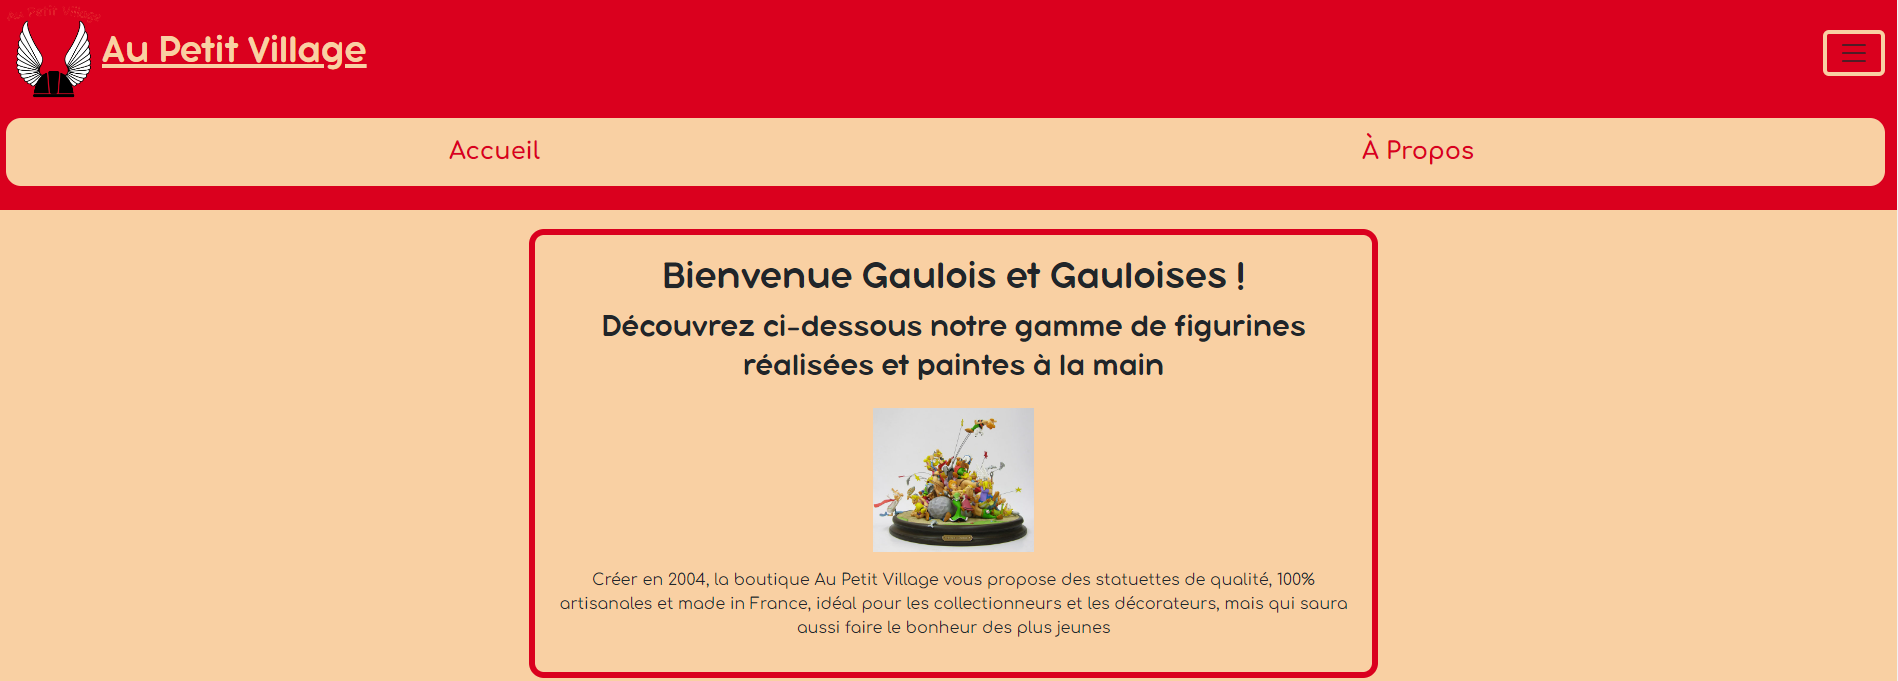 Au Petit Village
Au Petit Village
Accueil
À Propos
Bienvenue Gaulois et Gauloises !
Découvrez ci-dessous notre gamme de figurines
réalisées et paintes à la main
Créer en 2004, la boutique Au Petit Village vous propose des statuettes de qualité, 100%
artisanales et made in France, idéal pour les collectionneurs et les décorateurs, mais qui saura
aussi faire le bonheur des plus jeunes